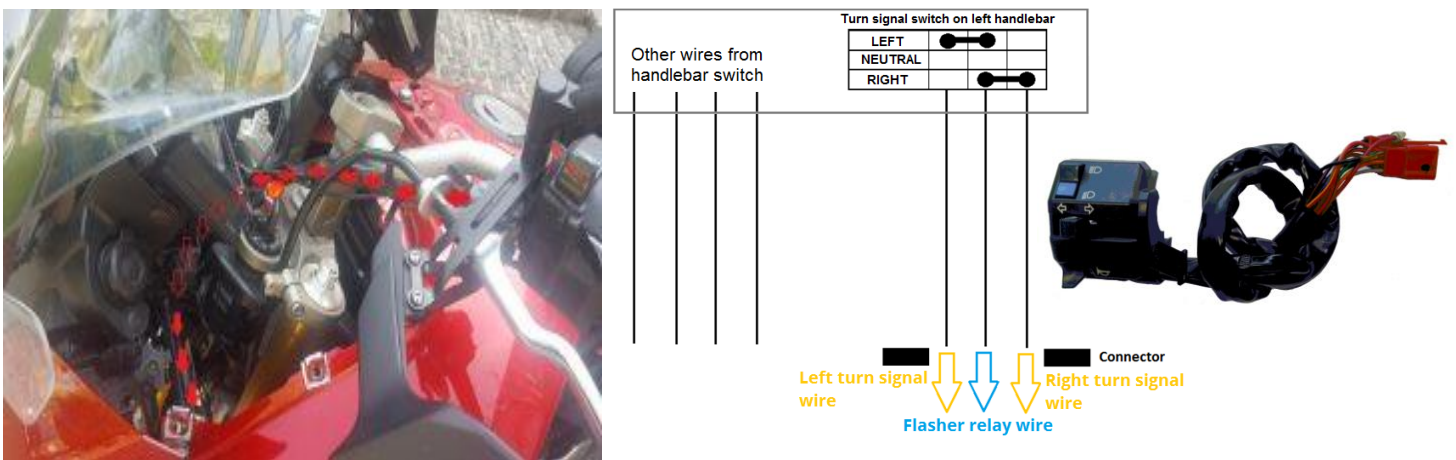 Turn signal switch on left handlebar
Other wires from
handlebar switch
LEFT
NEUTRAL
RIGHT
Connector
Left turn signal
wire
Right turn signal
wire
Flasher relay wire